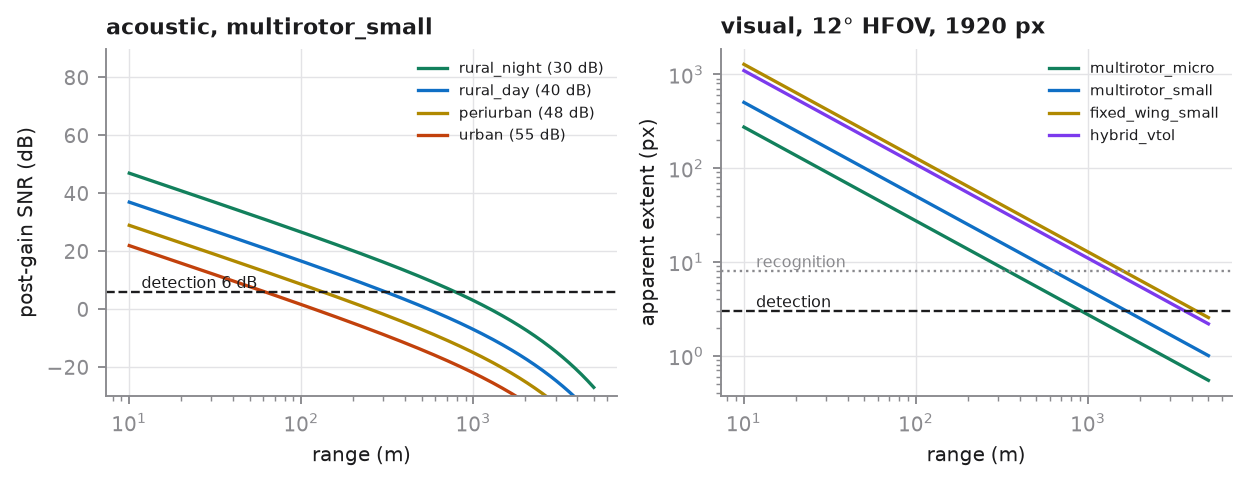 acoustic, multirotor_small
post-gain SNR (dB)
80
60
40
20
0
−20
rural_night (30 dB)
rural_day (40 dB)
periurban (48 dB)
urban (55 dB)
detection 6 dB
10¹
10²
10³
range (m)
visual, 12° HFOV, 1920 px
apparent extent (px)
10³
10²
10¹
10⁰
multirotor_micro
multirotor_small
fixed_wing_small
hybrid_vtol
recognition
detection
10¹
10²
10³
range (m)